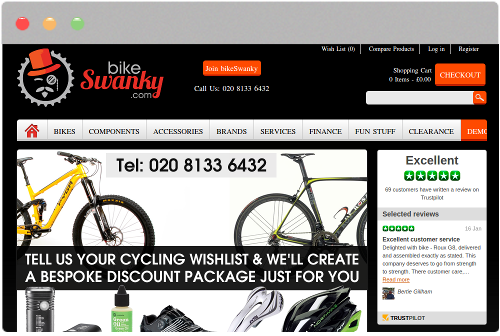 Wish List (0) Compare Products Log in Register
bike
Swanky
.com
Join bikeSwanky
Call Us: 020 8133 6432
Shopping Cart
0 Items - £0.00
CHECKOUT
BIKES COMPONENTS ACCESSORIES BRANDS SERVICES FINANCE FUN STUFF CLEARANCE DEMO
Tel: 020 8133 6432
TELL US YOUR CYCLING WISHLIST & WE'LL CREATE
A BESPOKE DISCOUNT PACKAGE JUST FOR YOU
Excellent
69 customers have written a review on
Trustpilot
Selected reviews
16 Jan
Excellent customer service
Delighted with bike - Roux G8, delivered
and assembled exactly as stated. This
company deserves to go from strength
to strength. There customer care,...
Read more
Bertie Gilkham
TRUSTPILOT